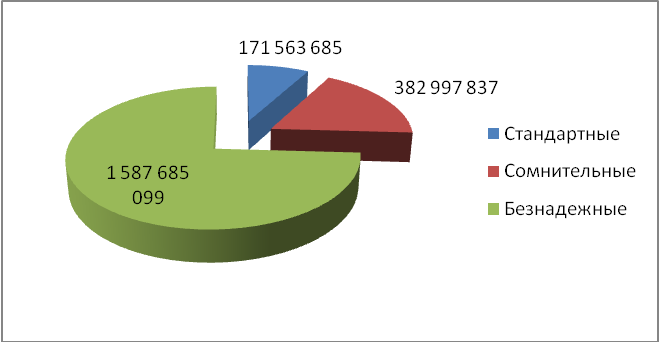 171 563 685
382 997 837
1 587 685
099
Стандартные
Сомнительные
Безнадежные